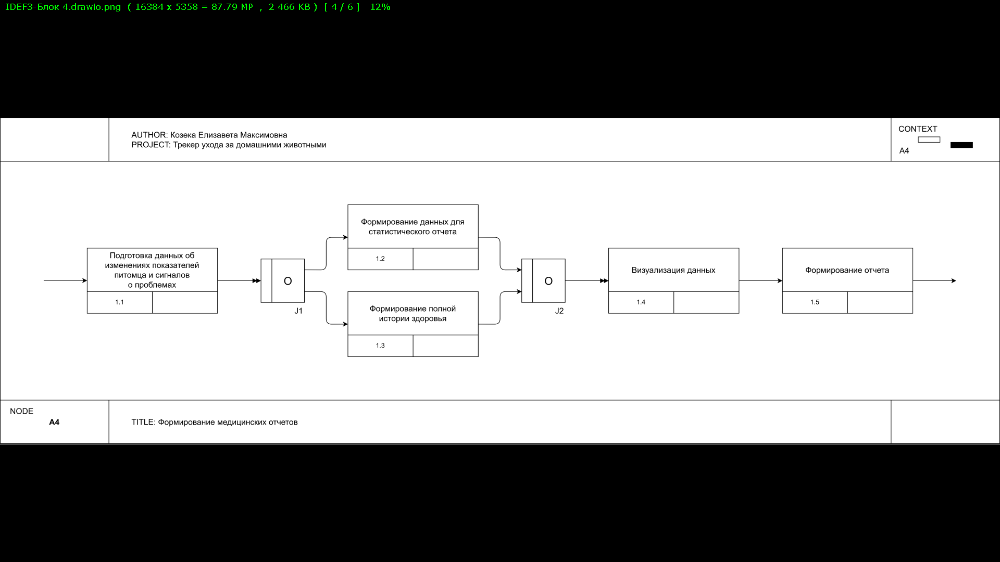 IDEF3-Блок 4.drawio.png ( 16384 x 5358 = 87.79 MP , 2 466 KB ) [ 4 / 6 ] 12%
AUTHOR: Козека Елизавета Максимовна
PROJECT: Трекер ухода за домашними животными
CONTEXT
A4
Подготовка данных об
изменениях показателей
питомца и сигналов
о проблемах
1.1
O
J1
Формирование данных для
статистического отчета
1.2
Формирование полной
истории здоровья
1.3
O
J2
Визуализация данных
1.4
Формирование отчета
1.5
NODE
A4
TITLE: Формирование медицинских отчетов